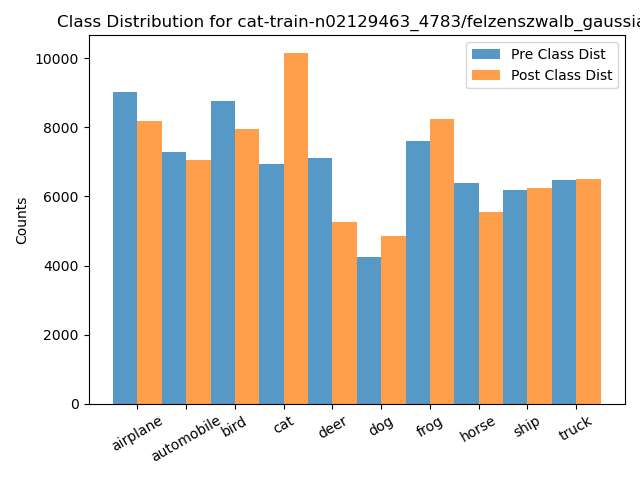 Class Distribution for cat-train-n02129463_4783/felzenszwalb_gaussia
Pre Class Dist
Post Class Dist
Counts
10000
8000
6000
4000
2000
0
airplane
automobile
bird
cat
deer
dog
frog
horse
ship
truck